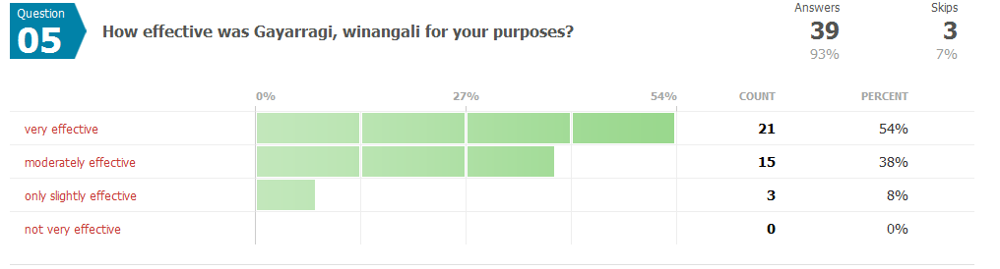 Question
05
How effective was Gayarragi, winangali for your purposes?
Answers
39
93%
Skips
3
7%
0% 27% 54% COUNT PERCENT
very effective 21 54%
moderately effective 15 38%
only slightly effective 3 8%
not very effective 0 0%